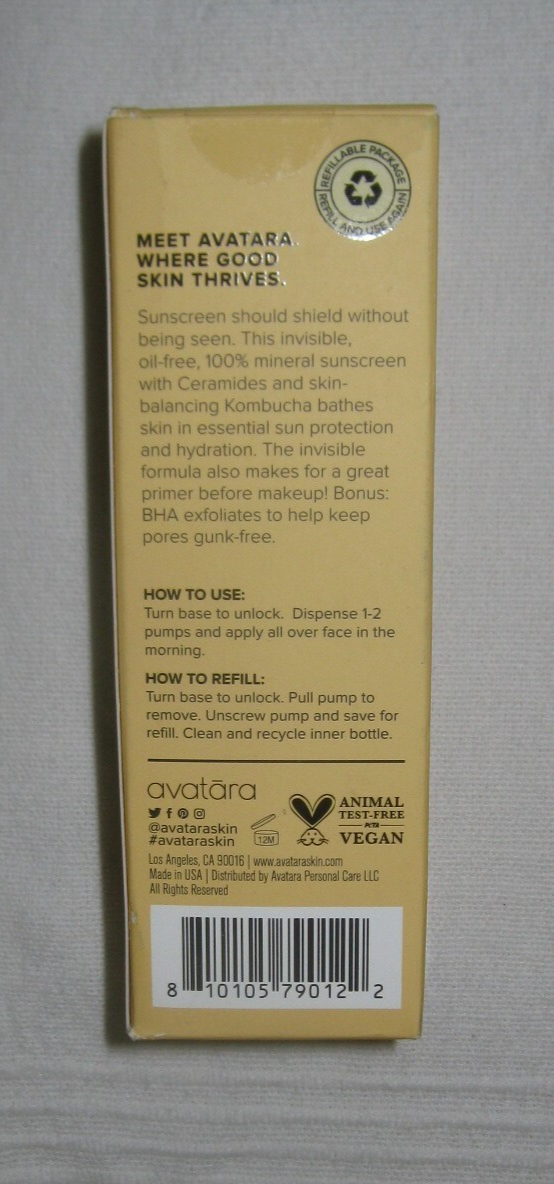 REFILLABLE PACKAGE
REFILL AND USE AGAIN
MEET AVATARA.
WHERE GOOD
SKIN THRIVES.
Sunscreen should shield without
being seen. This invisible,
oil-free, 100% mineral sunscreen
with Ceramides and skin-
balancing Kombucha bathes
skin in essential sun protection
and hydration. The invisible
formula also makes for a great
primer before makeup! Bonus:
BHA exfoliates to help keep
pores gunk-free.
HOW TO USE:
Turn base to unlock. Dispense 1-2
pumps and apply all over face in the
morning.
HOW TO REFILL:
Turn base to unlock. Pull pump to
remove. Unscrew pump and save for
refill. Clean and recycle inner bottle.
avatāra
@avataraskin
#avataraskin
12M
ANIMAL
TEST-FREE
PETA
VEGAN
Los Angeles, CA 90016 | www.avataraskin.com
Made in USA | Distributed by Avatara Personal Care LLC
All Rights Reserved
8 10105 79012 2